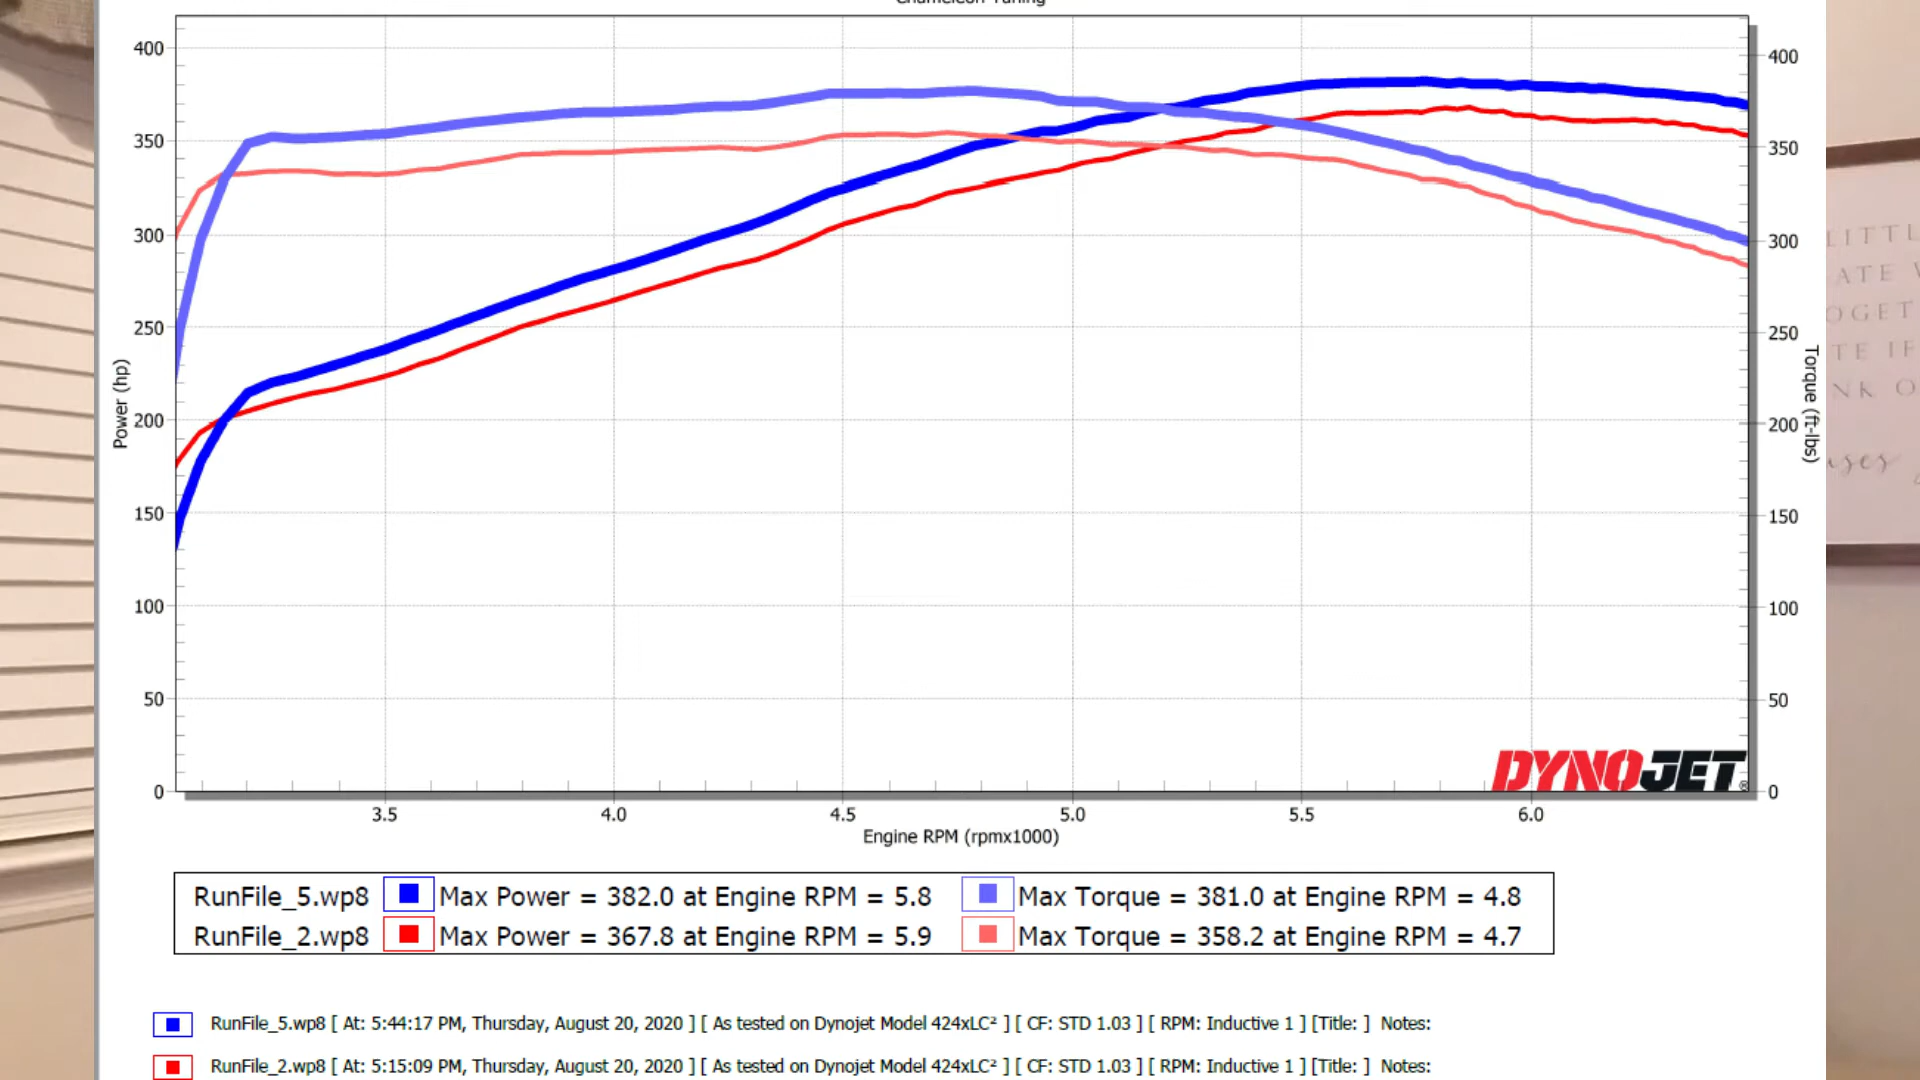 Chameleon Tuning
400
350
300
250
200
150
100
50
0
Power (hp)
400
350
300
250
200
150
100
50
0
Torque (ft-lbs)
3.5 4.0 4.5 5.0 5.5 6.0
Engine RPM (rpmx1000)
DYNOJET®
RunFile_5.wp8 Max Power = 382.0 at Engine RPM = 5.8 Max Torque = 381.0 at Engine RPM = 4.8
RunFile_2.wp8 Max Power = 367.8 at Engine RPM = 5.9 Max Torque = 358.2 at Engine RPM = 4.7
RunFile_5.wp8 [ At: 5:44:17 PM, Thursday, August 20, 2020 ] [ As tested on Dynojet Model 424xLC² ] [ CF: STD 1.03 ] [ RPM: Inductive 1 ] [Title: ] Notes:
RunFile_2.wp8 [ At: 5:15:09 PM, Thursday, August 20, 2020 ] [ As tested on Dynojet Model 424xLC² ] [ CF: STD 1.03 ] [ RPM: Inductive 1 ] [Title: ] Notes: